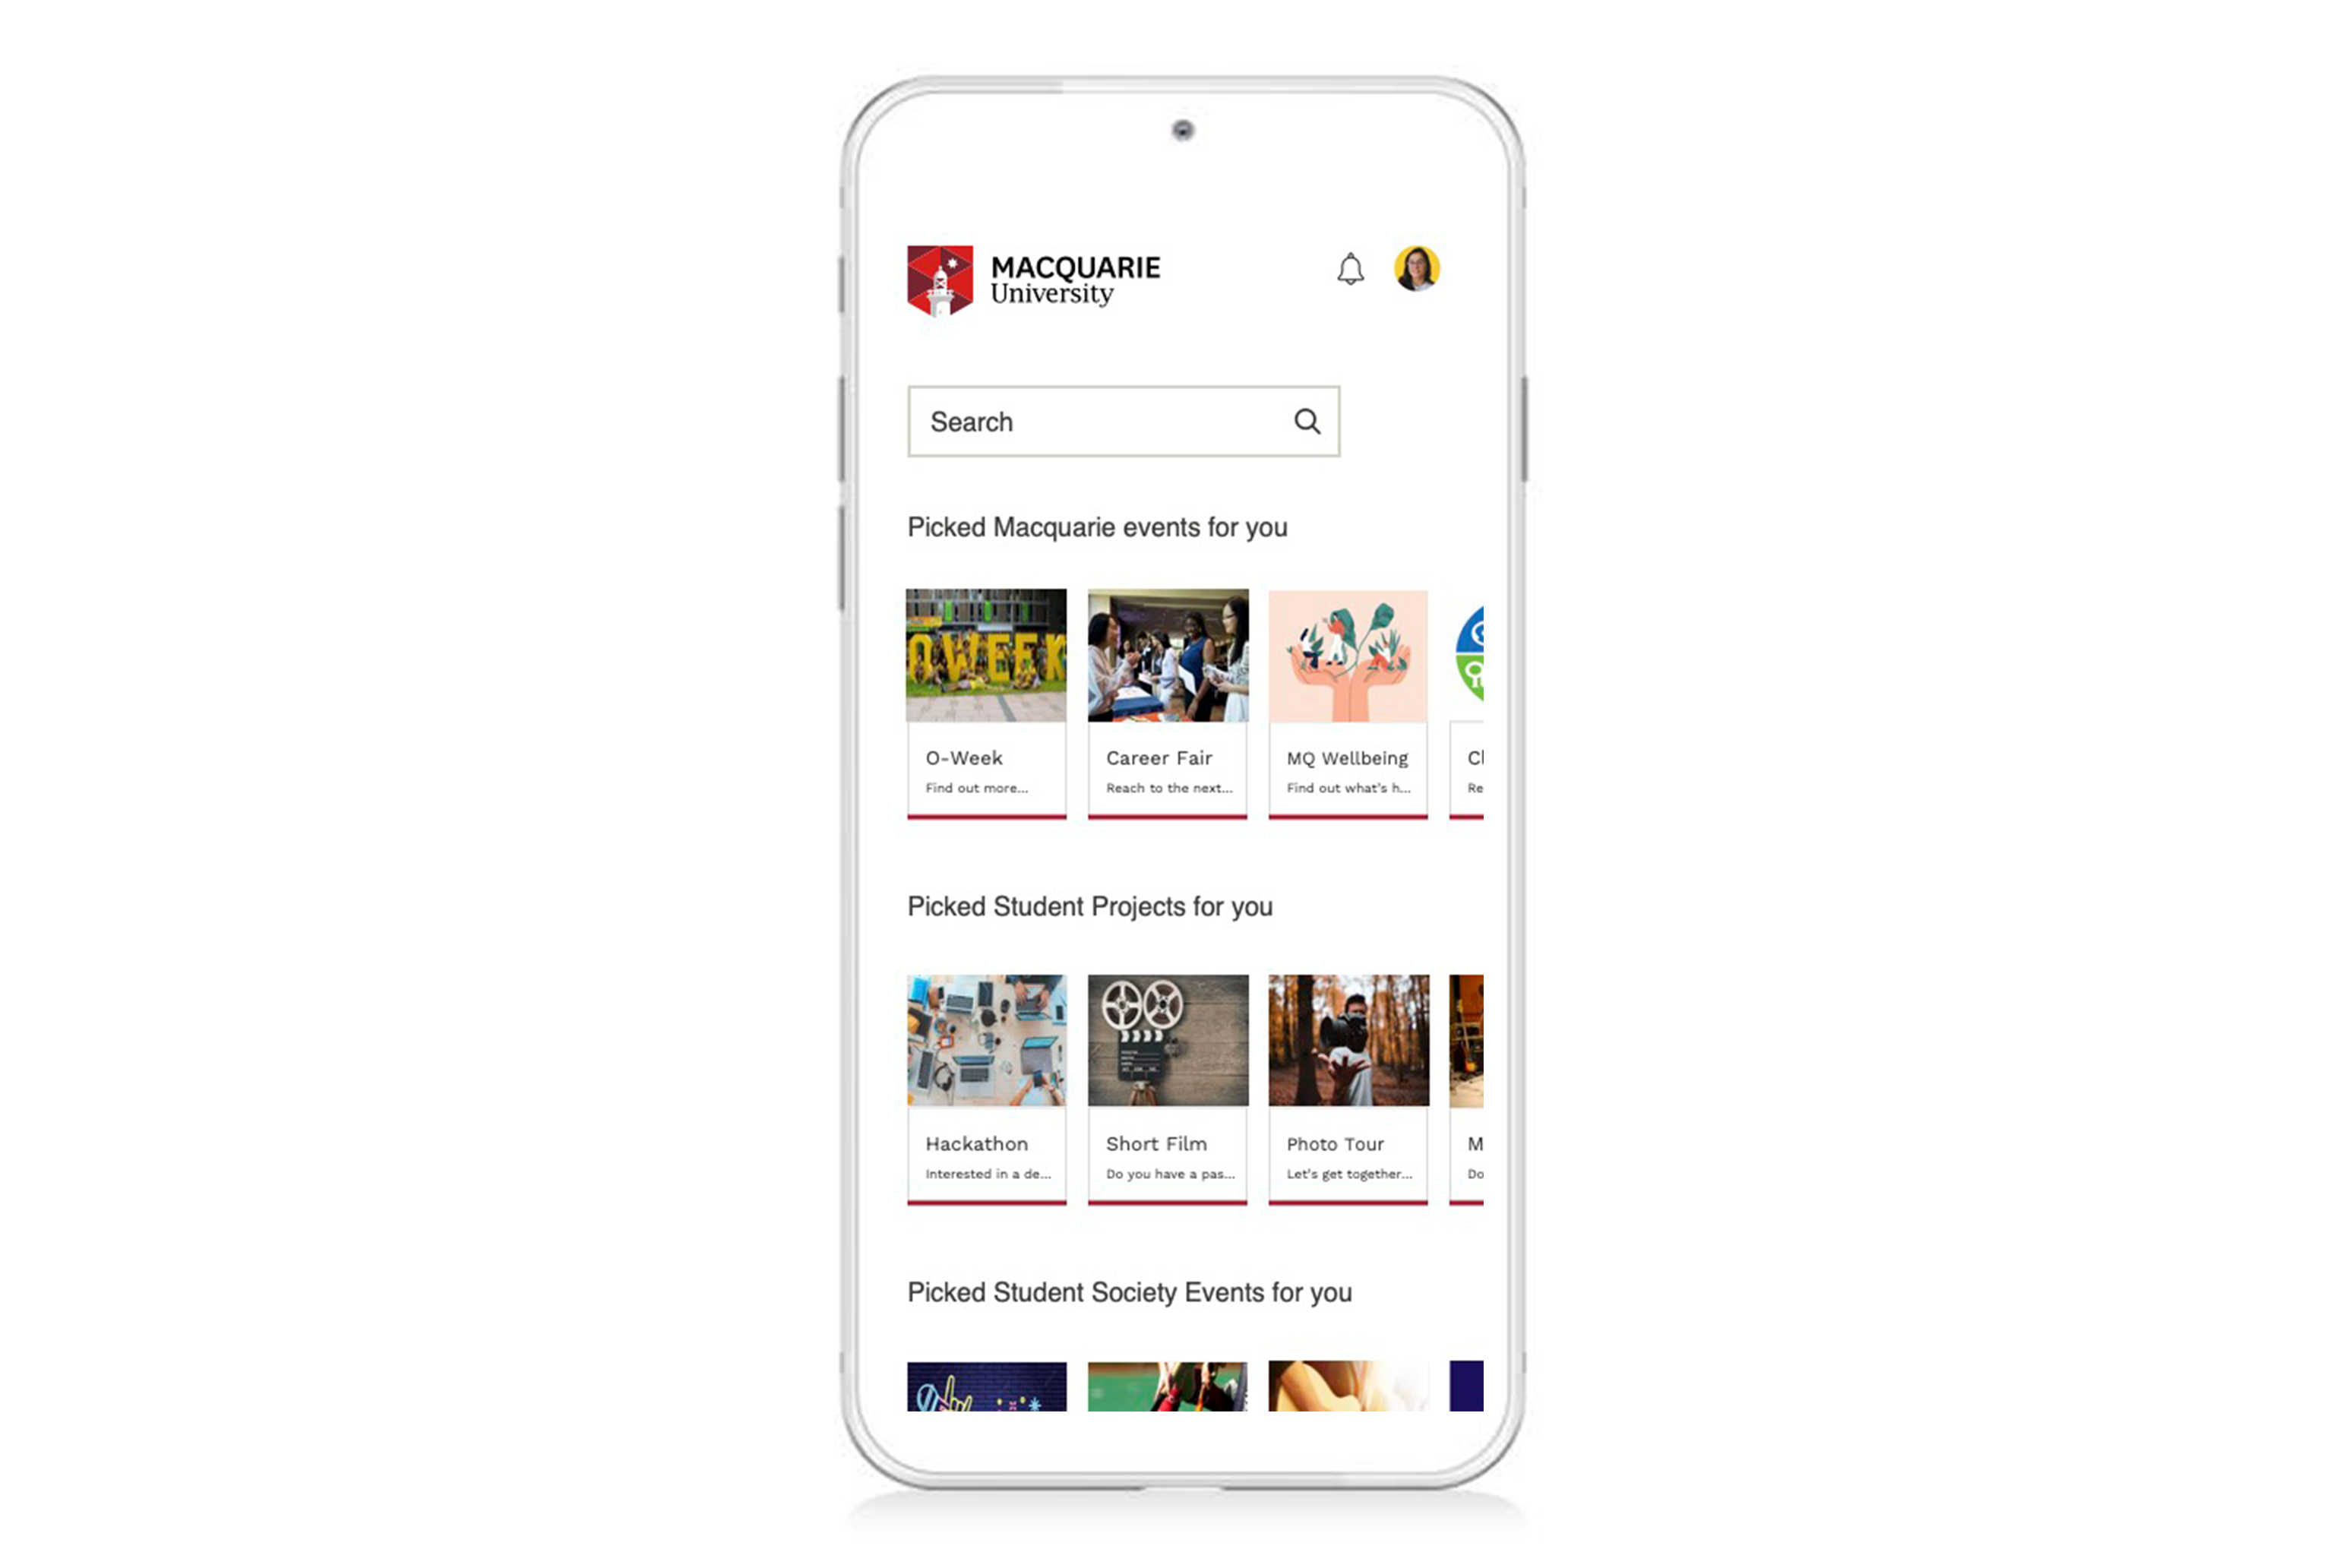 MACQUARIE
University
Search
Picked Macquarie events for you
OWEEK
O-Week
Find out more...
Career Fair
Reach to the next...
MQ Wellbeing
Find out what's h...
Cl
Re
Picked Student Projects for you
Hackathon
Interested in a de...
Short Film
Do you have a pas...
Photo Tour
Let's get together...
M
Do
Picked Student Society Events for you